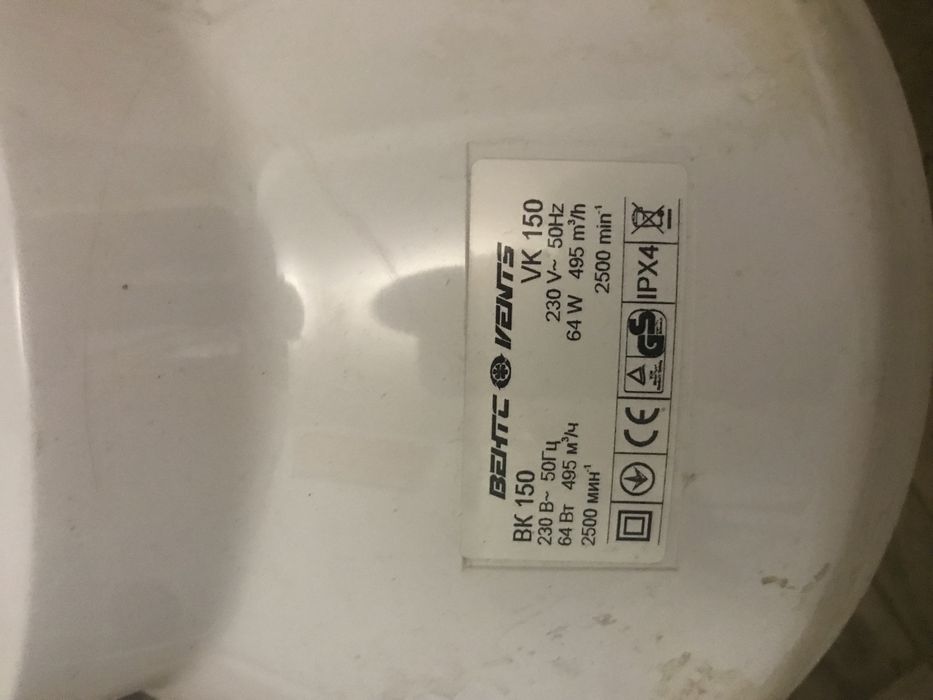 ВЕНТС VENTS
ВК 150 VK 150
230 В~ 50Гц 230 V~ 50Hz
64 Вт 495 м³/ч 64 W 495 m³/h
2500 мин⁻¹ 2500 min⁻¹
CE GS IPX4